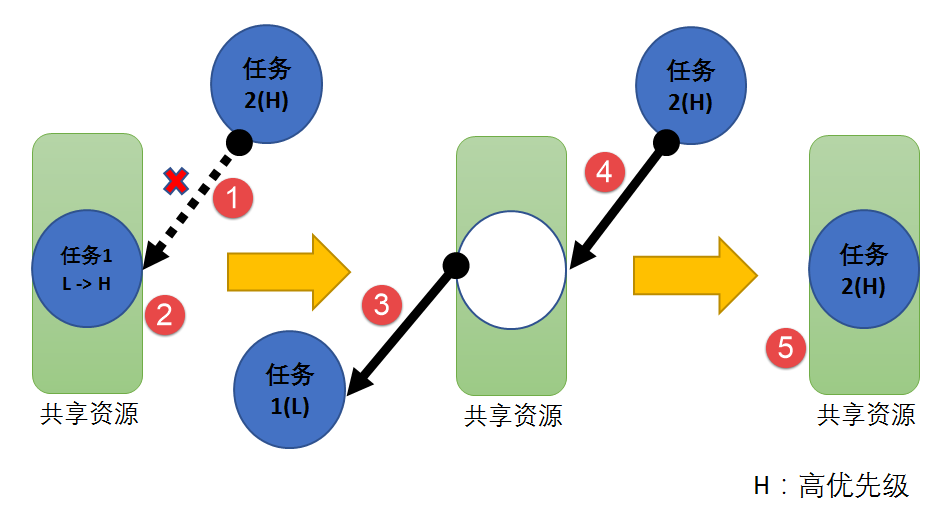 任务
2(H)
1
任务1
L -> H
2
共享资源
3
任务
1(L)
任务
2(H)
4
共享资源
任务
2(H)
5
共享资源
H：高优先级